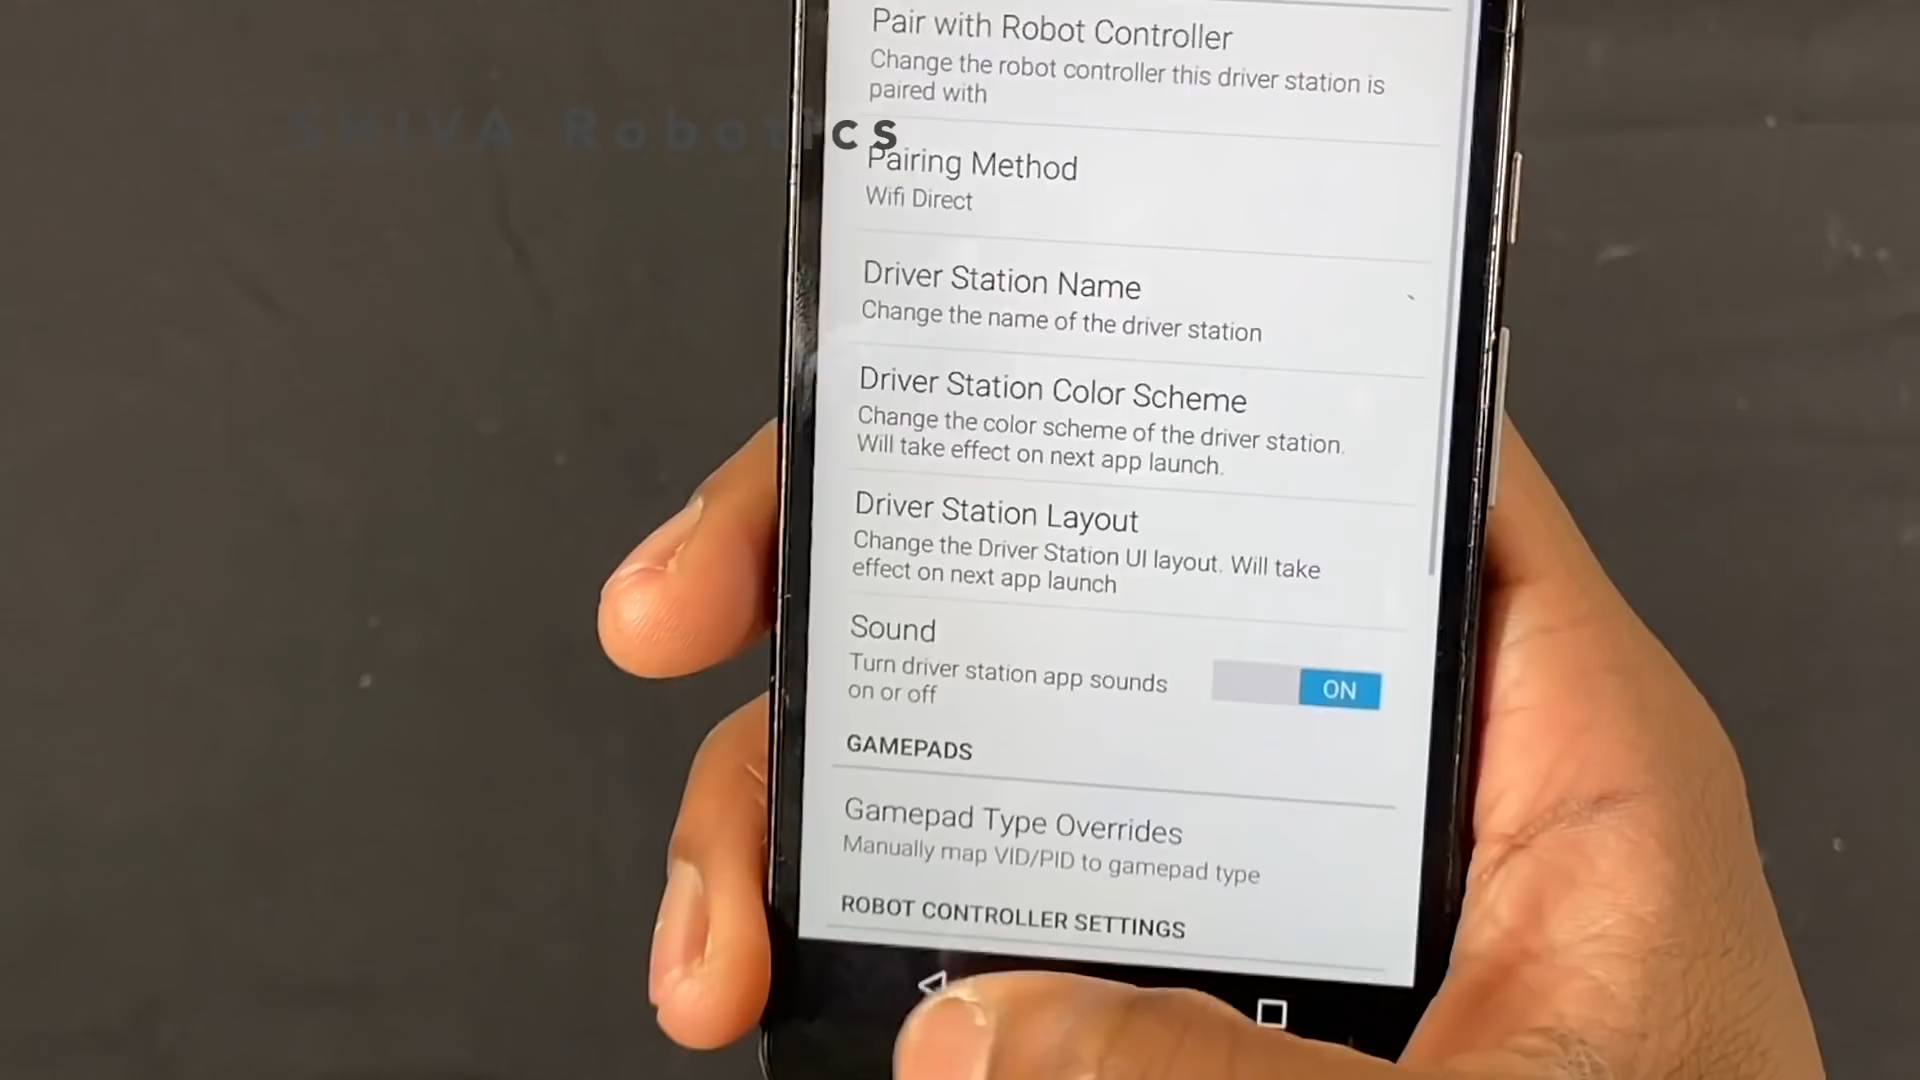 Pair with Robot Controller
Change the robot controller this driver station is
paired with
SHIVA Robotics
Pairing Method
Wifi Direct
Driver Station Name
Change the name of the driver station
Driver Station Color Scheme
Change the color scheme of the driver station.
Will take effect on next app launch.
Driver Station Layout
Change the Driver Station UI layout. Will take
effect on next app launch
Sound
Turn driver station app sounds
on or off
ON
GAMEPADS
Gamepad Type Overrides
Manually map VID/PID to gamepad type
ROBOT CONTROLLER SETTINGS